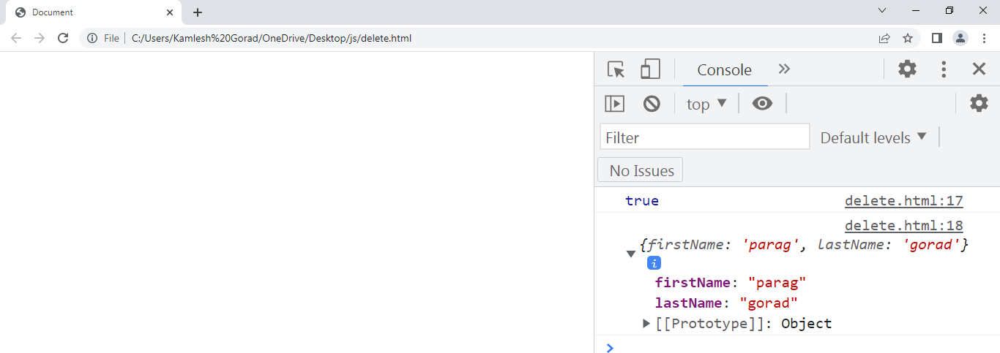 Document
File C:/Users/Kamlesh%20Gorad/OneDrive/Desktop/js/delete.html
Console
top
Filter Default levels
No Issues
true delete.html:17
delete.html:18
{firstName: 'parag', lastName: 'gorad'}
i
firstName: "parag"
lastName: "gorad"
[[Prototype]]: Object